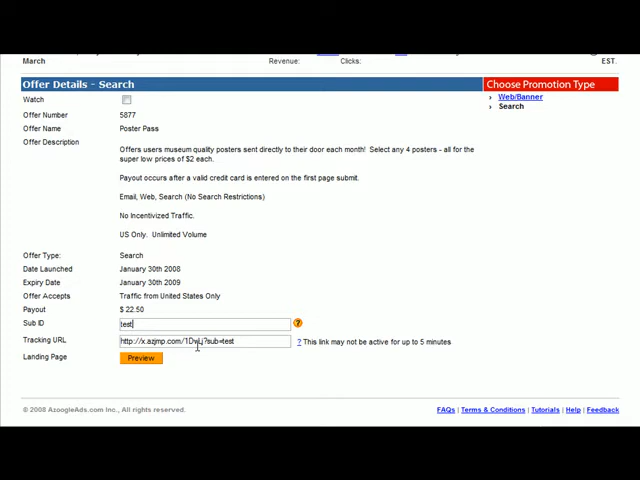 March Revenue: Clicks: EST.
Offer Details - Search
Choose Promotion Type
Watch
› Web/Banner
› Search
Offer Number 5877
Offer Name Poster Pass
Offer Description
Offers users museum quality posters sent directly to their door each month! Select any 4 posters - all for the
super low prices of $2 each.
Payout occurs after a valid credit card is entered on the first page submit.
Email, Web, Search (No Search Restrictions)
No Incentivized Traffic.
US Only. Unlimited Volume
Offer Type: Search
Date Launched January 30th 2008
Expiry Date January 30th 2009
Offer Accepts Traffic from United States Only
Payout $ 22.50
Sub ID test ?
Tracking URL ? This link may not be active for up to 5 minutes
Landing Page Preview
© 2008 AzoogleAds.com Inc., All rights reserved.
FAQs | Terms & Conditions | Tutorials | Help | Feedback